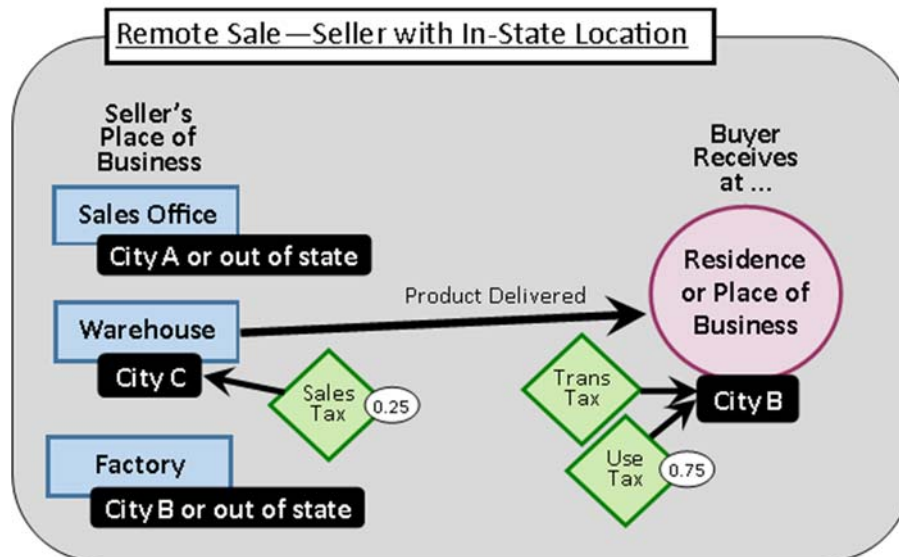 Remote Sale—Seller with In-State Location
Seller's
Place of
Business
Sales Office
City A or out of state
Warehouse
City C
Factory
City B or out of state
Product Delivered
Sales
Tax
0.25
Trans
Tax
Use
Tax
0.75
Buyer
Receives
at ...
Residence
or Place of
Business
City B